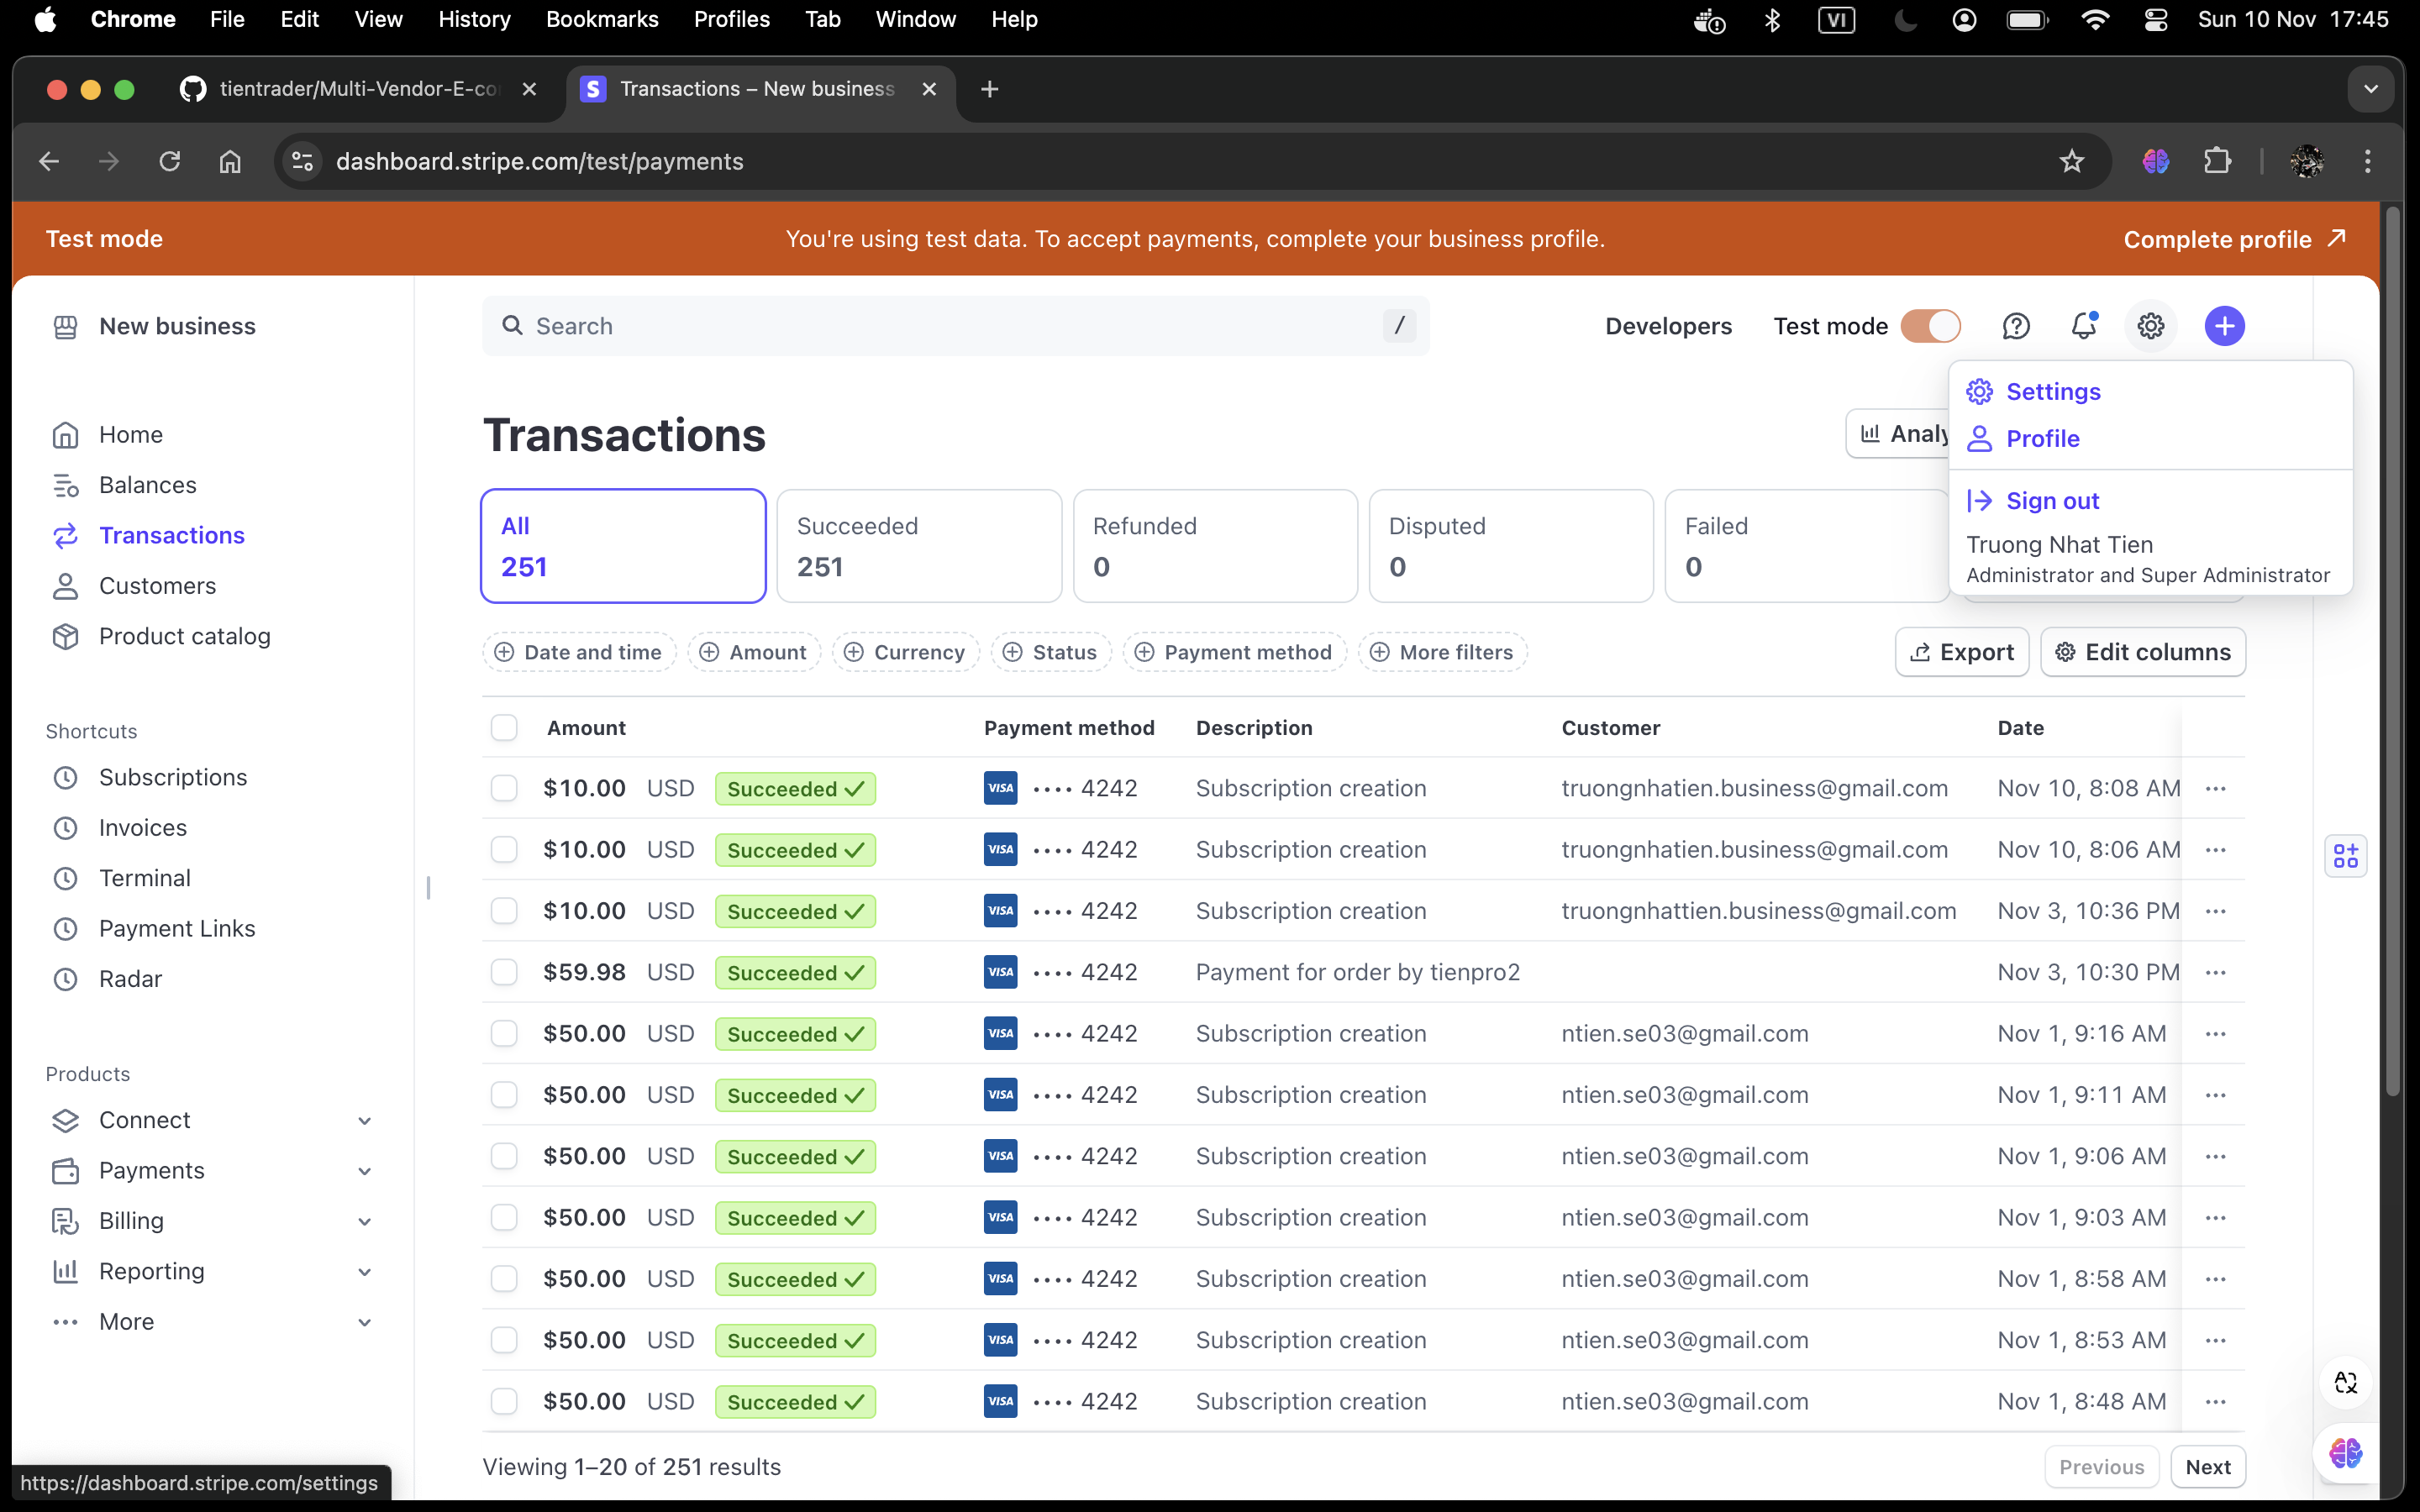 Chrome File Edit View History Bookmarks Profiles Tab Window Help VI Sun 10 Nov 17:45
tientrader/Multi-Vendor-E-co Transactions – New business
dashboard.stripe.com/test/payments
Test mode You're using test data. To accept payments, complete your business profile. Complete profile
New business
Search /
Developers Test mode
Settings
Profile
Sign out
Truong Nhat Tien
Administrator and Super Administrator
Home
Balances
Transactions
Customers
Product catalog
Shortcuts
Subscriptions
Invoices
Terminal
Payment Links
Radar
Products
Connect
Payments
Billing
Reporting
More
Transactions
Analy
All
251
Succeeded
251
Refunded
0
Disputed
0
Failed
0
Date and time Amount Currency Status Payment method More filters Export Edit columns
Amount Payment method Description Customer Date
$10.00 USD Succeeded VISA •••• 4242 Subscription creation truongnhatien.business@gmail.com Nov 10, 8:08 AM
$10.00 USD Succeeded VISA •••• 4242 Subscription creation truongnhatien.business@gmail.com Nov 10, 8:06 AM
$10.00 USD Succeeded VISA •••• 4242 Subscription creation truongnhattien.business@gmail.com Nov 3, 10:36 PM
$59.98 USD Succeeded VISA •••• 4242 Payment for order by tienpro2 Nov 3, 10:30 PM
$50.00 USD Succeeded VISA •••• 4242 Subscription creation ntien.se03@gmail.com Nov 1, 9:16 AM
$50.00 USD Succeeded VISA •••• 4242 Subscription creation ntien.se03@gmail.com Nov 1, 9:11 AM
$50.00 USD Succeeded VISA •••• 4242 Subscription creation ntien.se03@gmail.com Nov 1, 9:06 AM
$50.00 USD Succeeded VISA •••• 4242 Subscription creation ntien.se03@gmail.com Nov 1, 9:03 AM
$50.00 USD Succeeded VISA •••• 4242 Subscription creation ntien.se03@gmail.com Nov 1, 8:58 AM
$50.00 USD Succeeded VISA •••• 4242 Subscription creation ntien.se03@gmail.com Nov 1, 8:53 AM
$50.00 USD Succeeded VISA •••• 4242 Subscription creation ntien.se03@gmail.com Nov 1, 8:48 AM
Viewing 1–20 of 251 results Previous Next
https://dashboard.stripe.com/settings